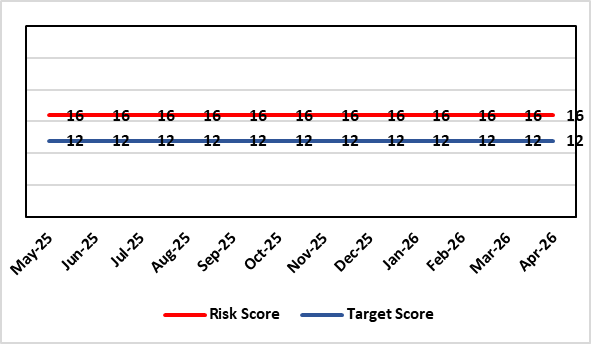 16 16 16 16 16 16 16 16 16 16 16 16
12 12 12 12 12 12 12 12 12 12 12 12
May-25 Jun-25 Jul-25 Aug-25 Sep-25 Oct-25 Nov-25 Dec-25 Jan-26 Feb-26 Mar-26 Apr-26
Risk Score Target Score